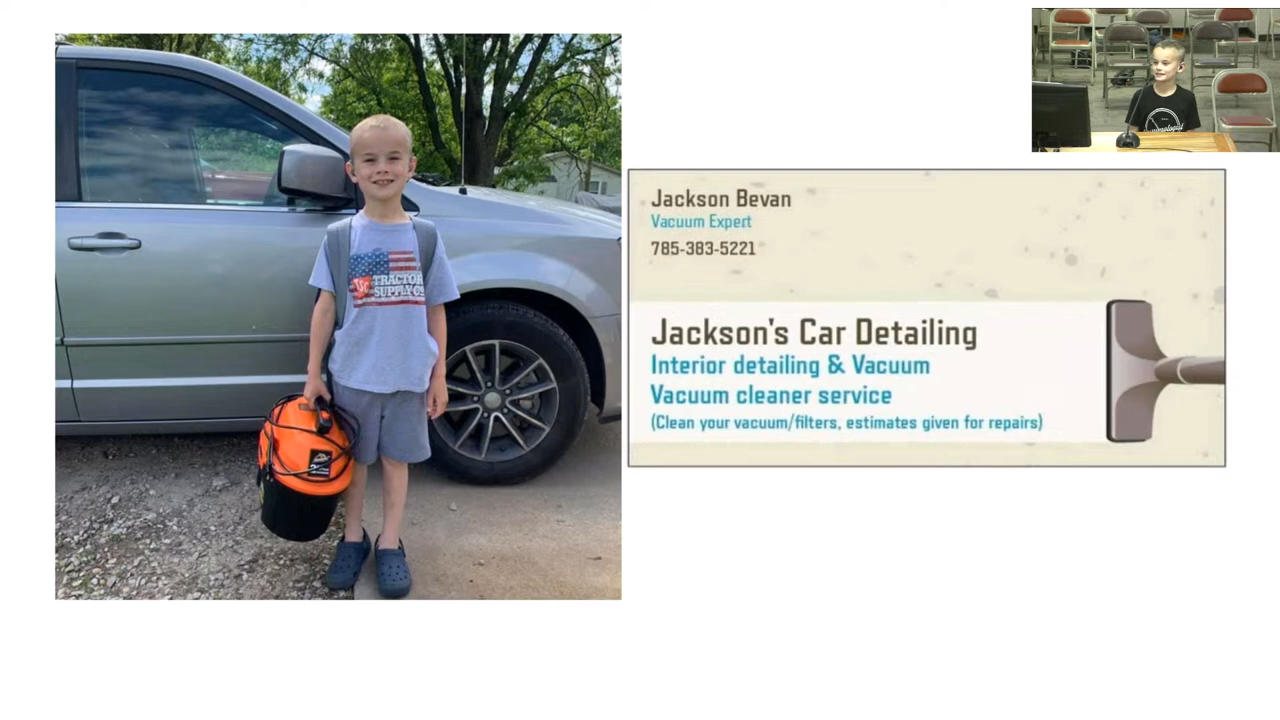 TSC TRACTOR
SUPPLY CO
Jackson Bevan
Vacuum Expert
785-383-5221
Jackson's Car Detailing
Interior detailing & Vacuum
Vacuum cleaner service
(Clean your vacuum/filters, estimates given for repairs)